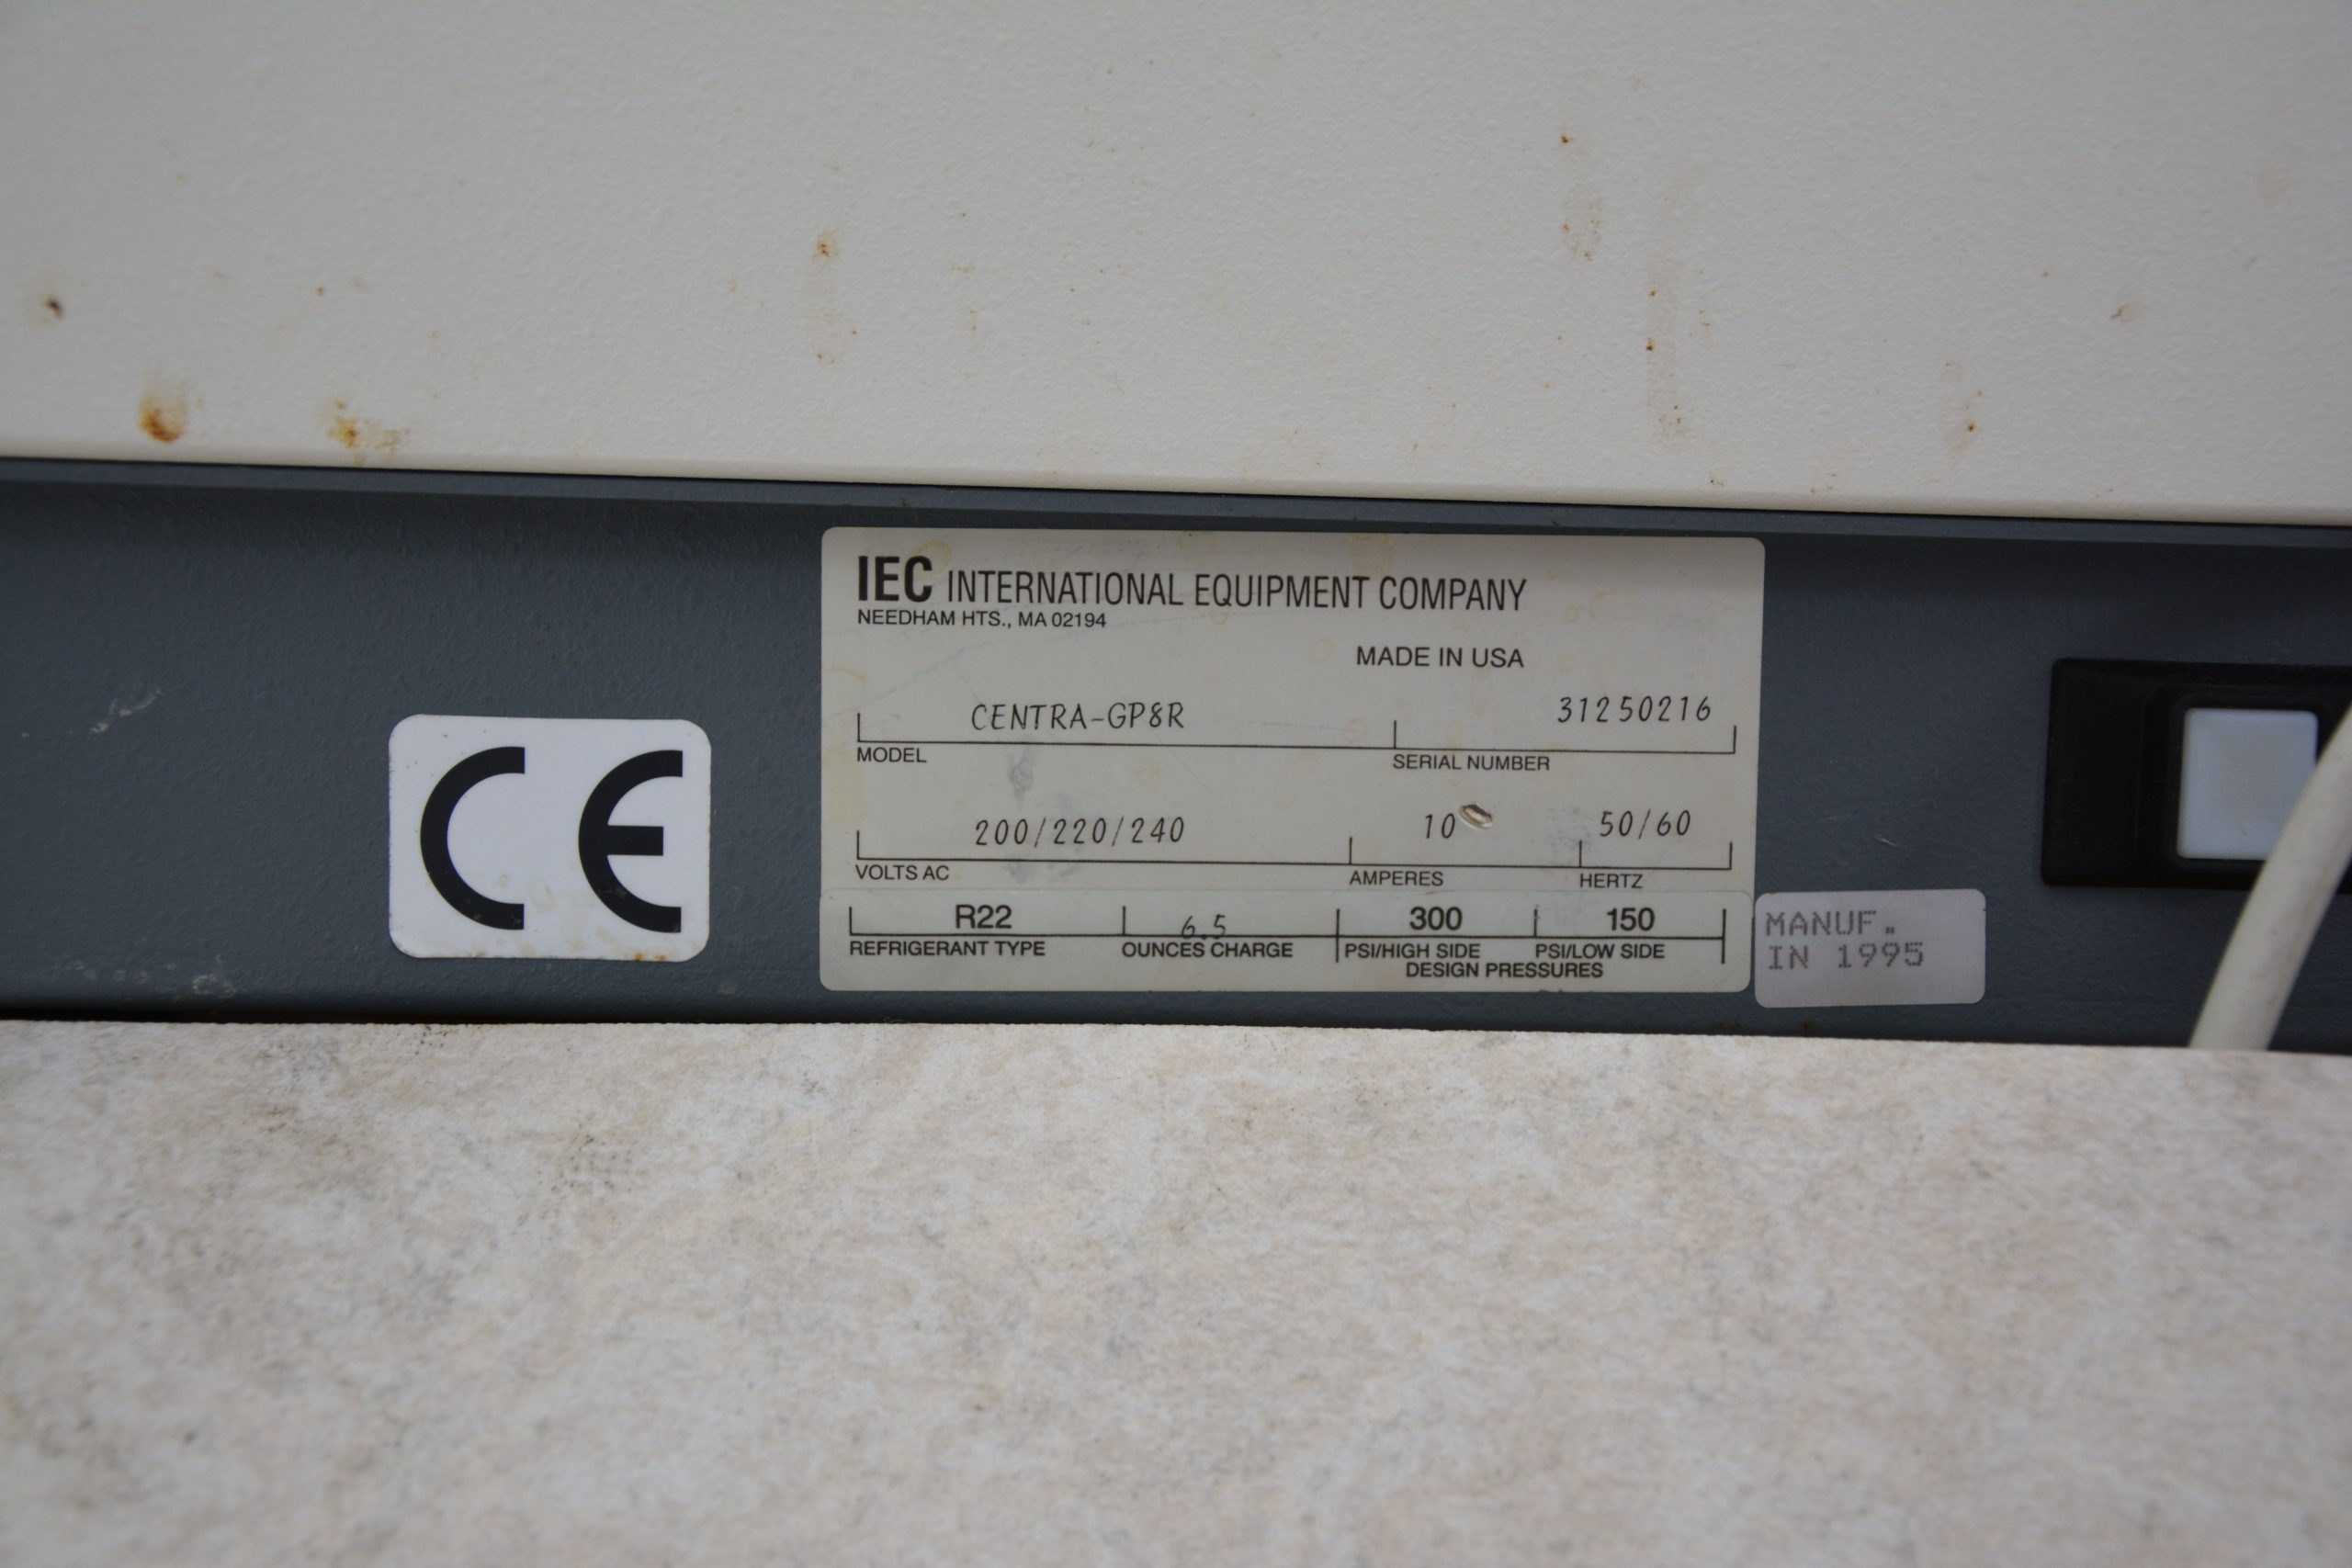 IEC INTERNATIONAL EQUIPMENT COMPANY
NEEDHAM HTS., MA 02194
MADE IN USA
CENTRA-GP8R 31250216
MODEL SERIAL NUMBER
200/220/240 10 50/60
VOLTS AC AMPERES HERTZ
R22 6.5 300 150
REFRIGERANT TYPE OUNCES CHARGE PSI/HIGH SIDE PSI/LOW SIDE
DESIGN PRESSURES
CE
MANUF.
IN 1995